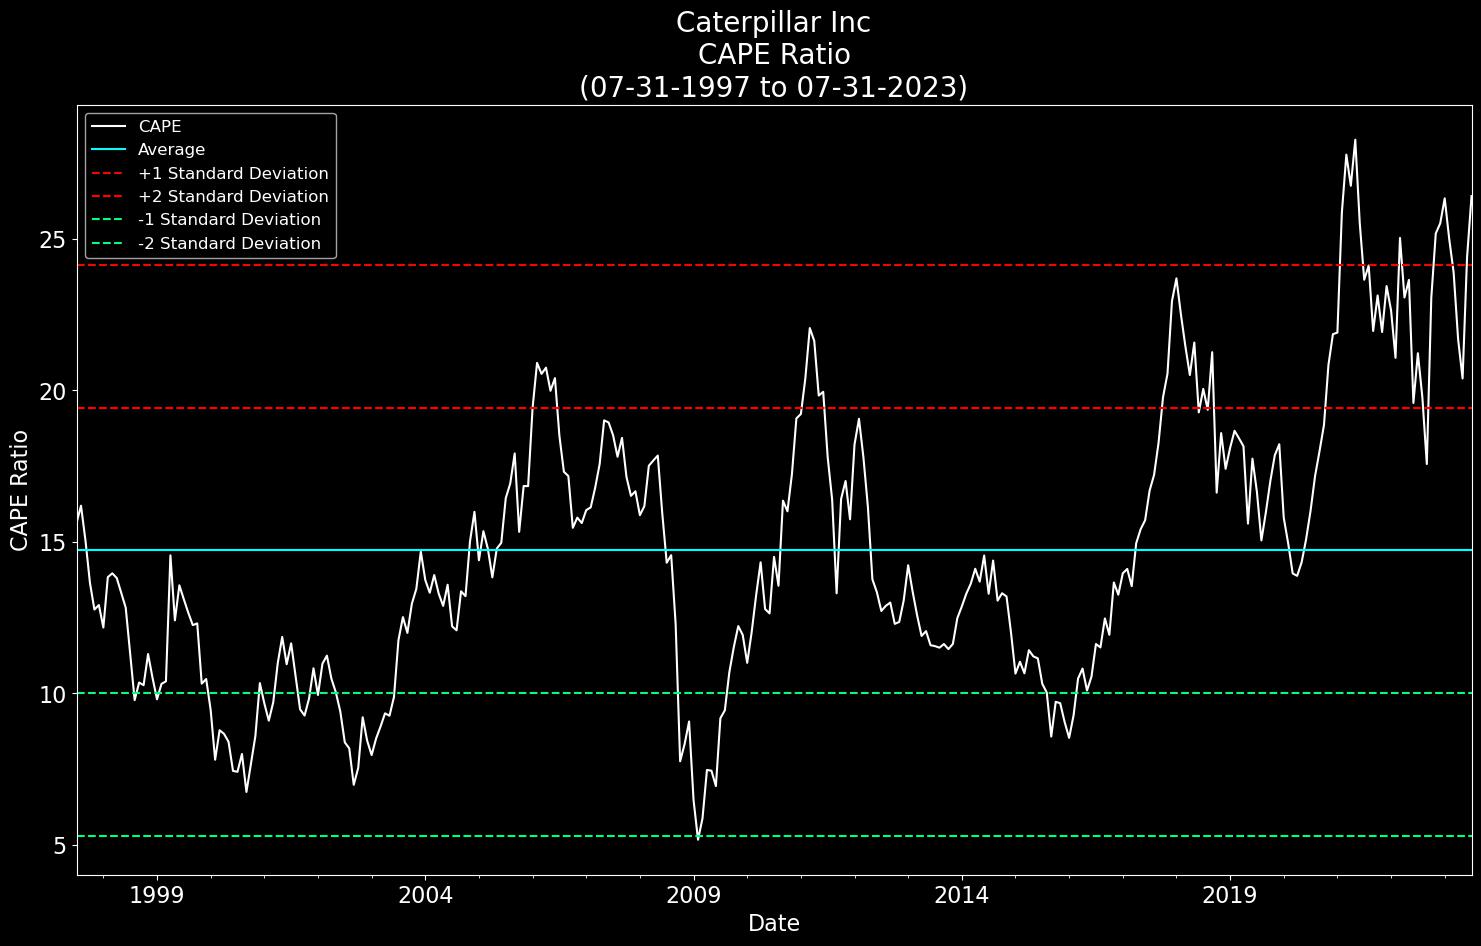 Caterpillar Inc
CAPE Ratio
(07-31-1997 to 07-31-2023)
CAPE
Average
+1 Standard Deviation
+2 Standard Deviation
-1 Standard Deviation
-2 Standard Deviation
CAPE Ratio
25
20
15
10
5
1999 2004 2009 2014 2019
Date